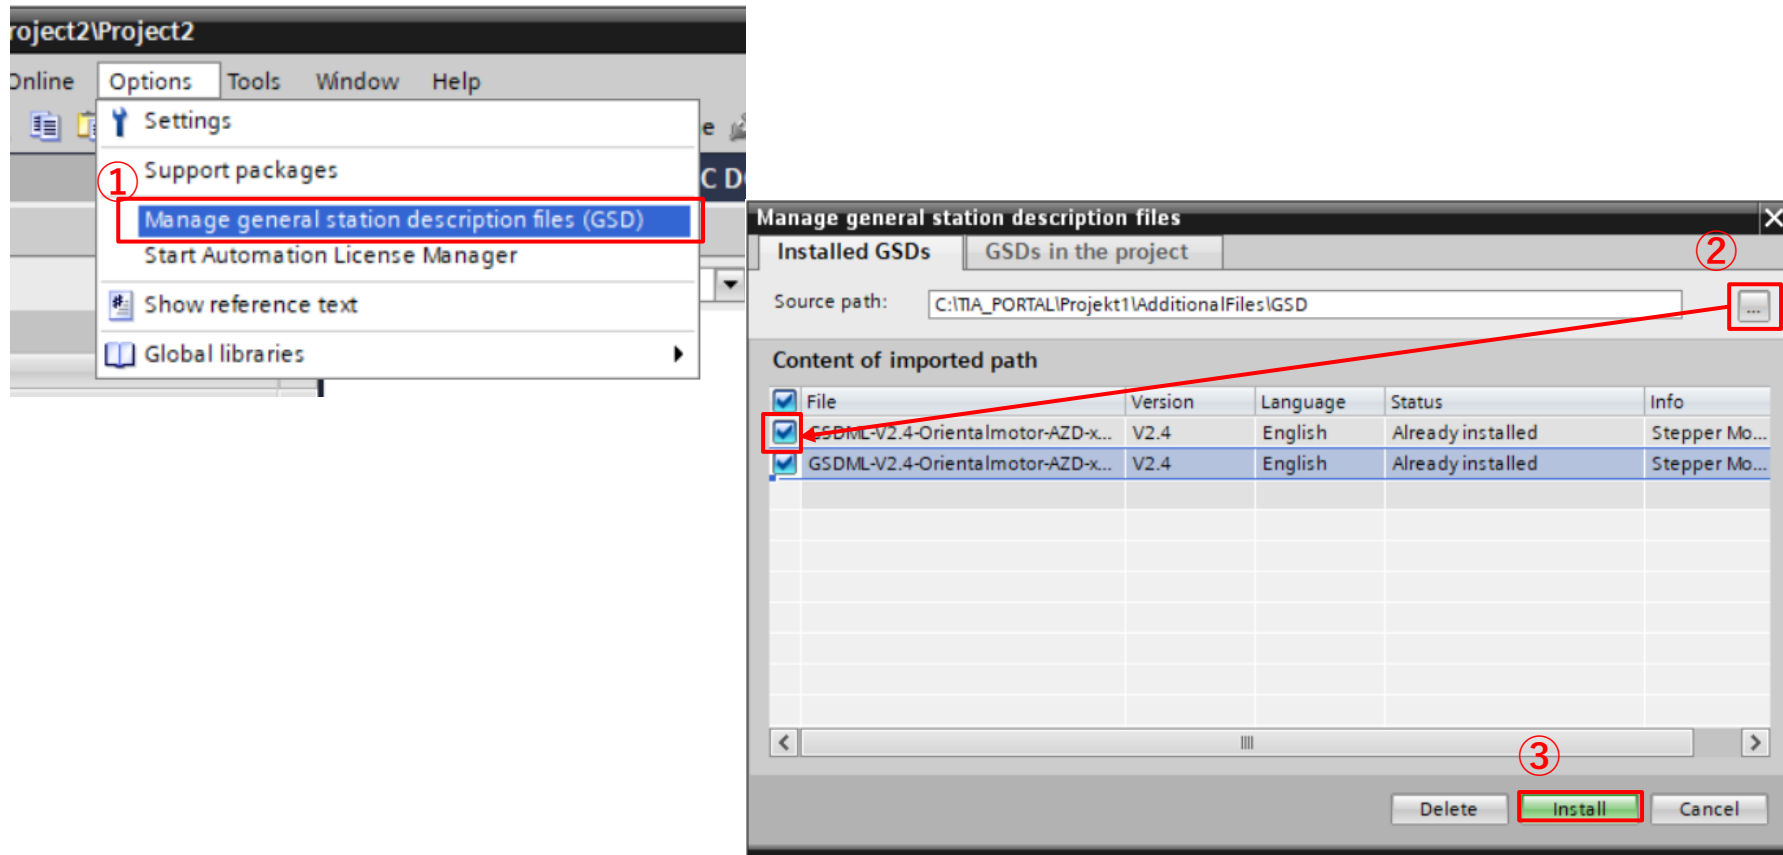 roject2\Project2
Online Options Tools Window Help
Settings
e
Support packages
①
C D
Manage general station description files (GSD)
Start Automation License Manager
Show reference text
Global libraries
Manage general station description files
Installed GSDs GSDs in the project
②
Source path: C:\TIA_PORTAL\Projekt1\AdditionalFiles\GSD ...
Content of imported path
File Version Language Status Info
GSDML-V2.4-Orientalmotor-AZD-x... V2.4 English Already installed Stepper Mo...
GSDML-V2.4-Orientalmotor-AZD-x... V2.4 English Already installed Stepper Mo...
③
Delete Install Cancel